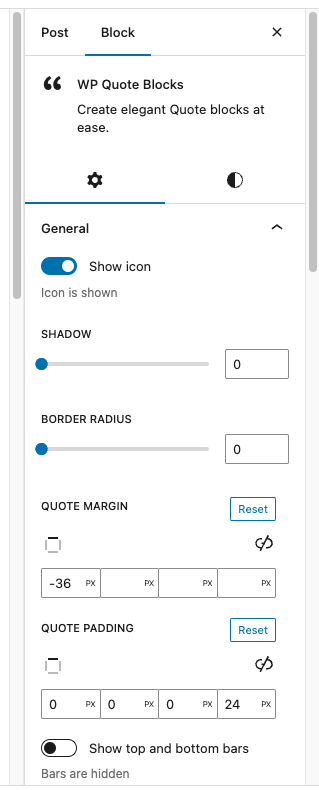 Post Block
WP Quote Blocks
Create elegant Quote blocks at
ease.
General
Show icon
Icon is shown
SHADOW
0
BORDER RADIUS
0
QUOTE MARGIN Reset
-36 PX PX PX PX
QUOTE PADDING Reset
0 PX 0 PX 0 PX 24 PX
Show top and bottom bars
Bars are hidden